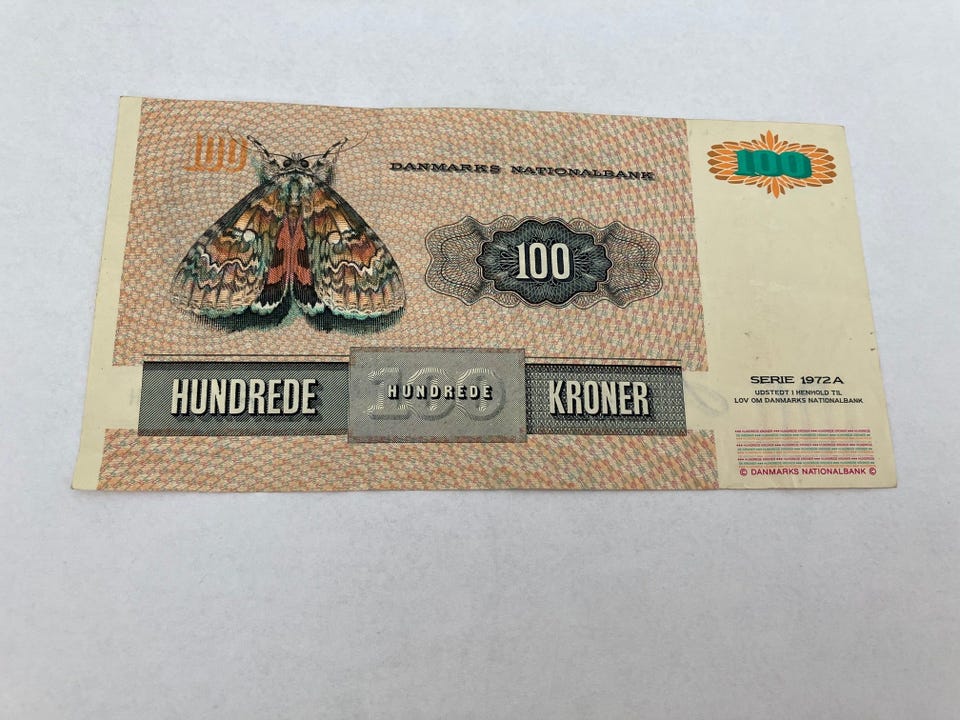 100
DANMARKS NATIONALBANK
100
100
HUNDREDE
100
HUNDREDE
KRONER
SERIE 1972A
UDSTEDT I HENHOLD TIL
LOV OM DANMARKS NATIONALBANK
© DANMARKS NATIONALBANK ©